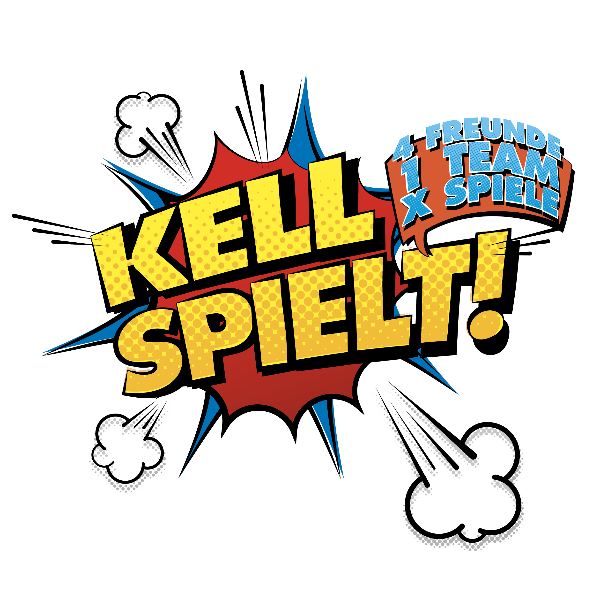 KELL
SPIELT!
4 FREUNDE
1 TEAM
X SPIELE